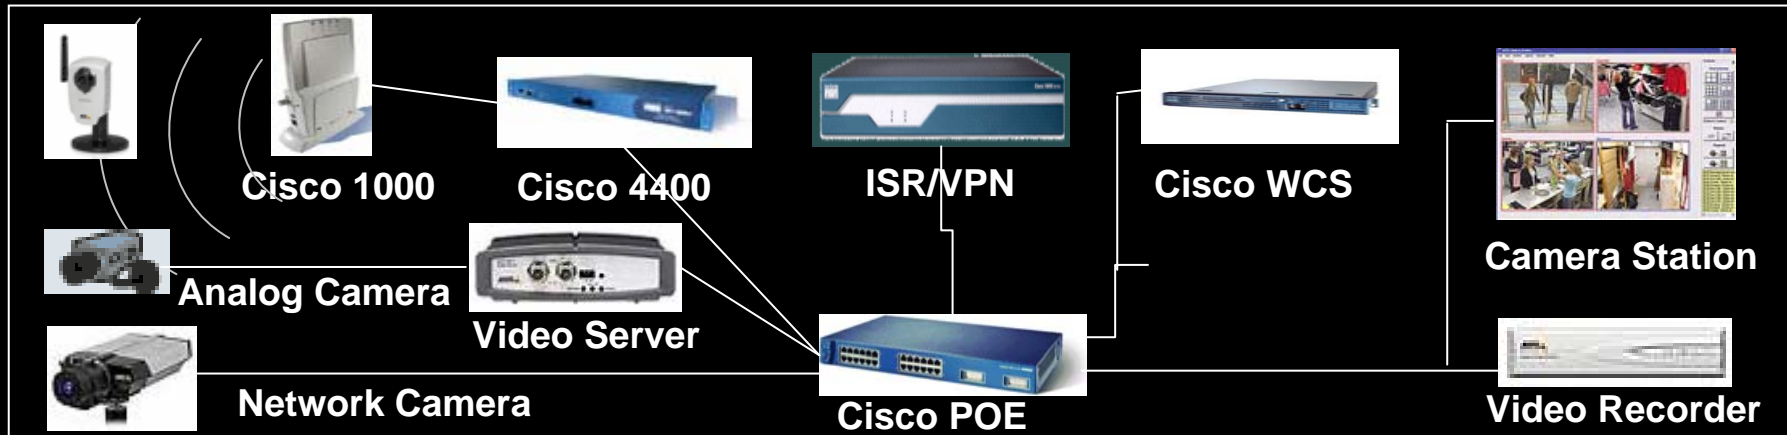 Cisco 1000
Cisco 4400
ISR/VPN
Cisco WCS
Camera Station
Analog Camera
Video Server
Network Camera
Cisco POE
Video Recorder